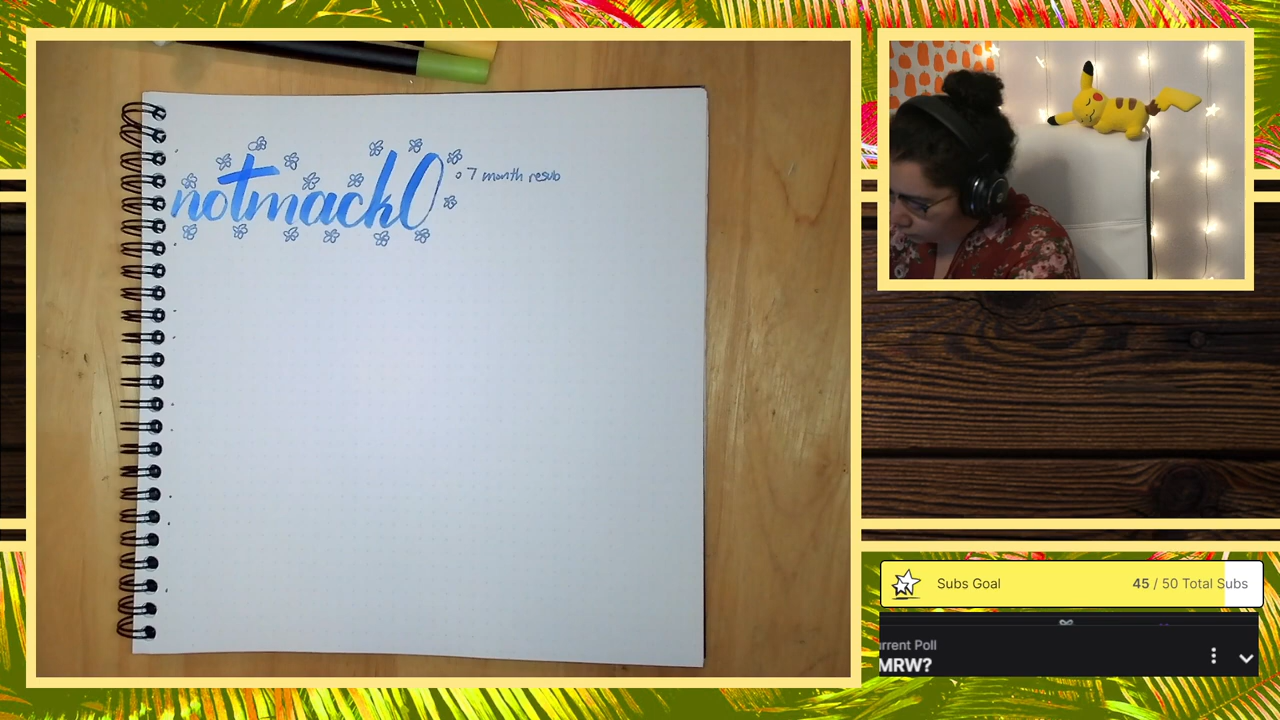 notmack0
◦ 7 month resub
Subs Goal 45 / 50 Total Subs
rrent Poll
MRW?